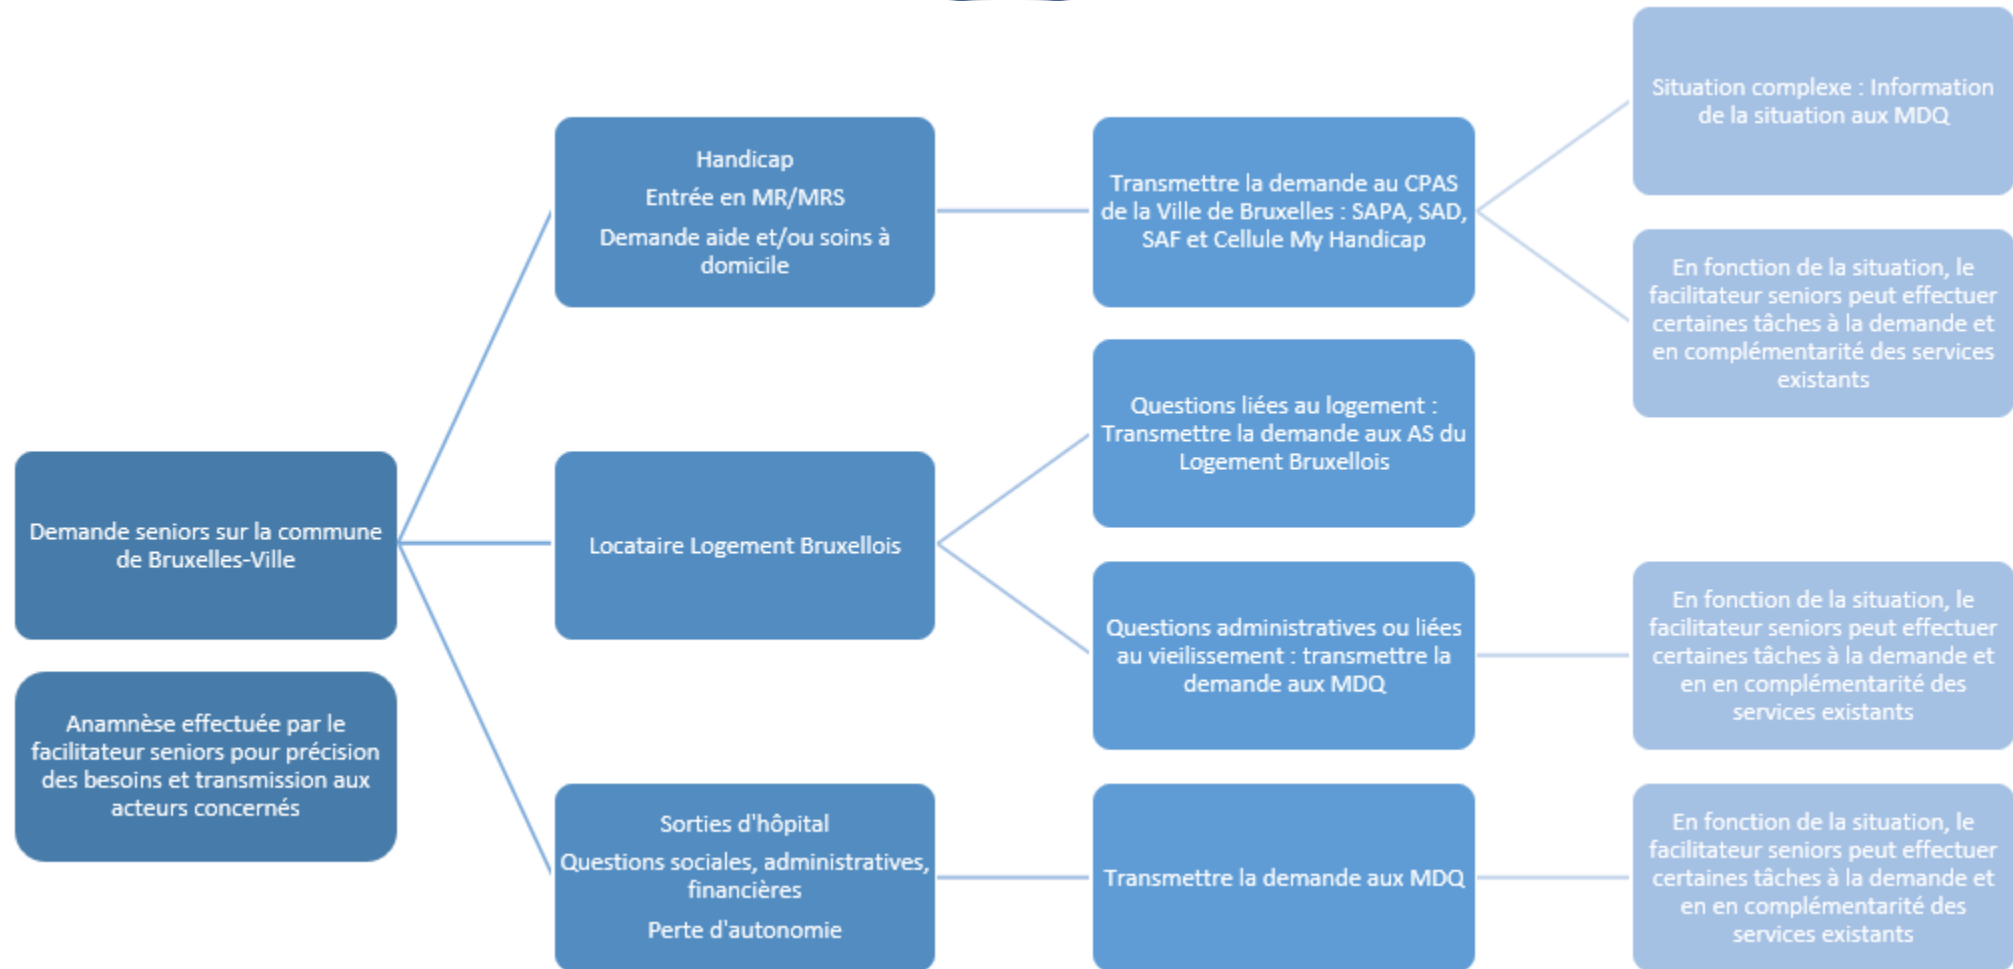 Demande seniors sur la commune
de Bruxelles-Ville
Anamnèse effectuée par le
facilitateur seniors pour précision
des besoins et transmission aux
acteurs concernés
Handicap
Entrée en MR/MRS
Demande aide et/ou soins à
domicile
Transmettre la demande au CPAS
de la Ville de Bruxelles : SAPA, SAD,
SAF et Cellule My Handicap
Situation complexe : Information
de la situation aux MDQ
En fonction de la situation, le
facilitateur seniors peut effectuer
certaines tâches à la demande et
en complémentarité des services
existants
Locataire Logement Bruxellois
Questions liées au logement :
Transmettre la demande aux AS du
Logement Bruxellois
Questions administratives ou liées
au vieilissement : transmettre la
demande aux MDQ
En fonction de la situation, le
facilitateur seniors peut effectuer
certaines tâches à la demande et
en en complémentarité des
services existants
Sorties d'hôpital
Questions sociales, administratives,
financières
Perte d'autonomie
Transmettre la demande aux MDQ
En fonction de la situation, le
facilitateur seniors peut effectuer
certaines tâches à la demande et
en en complémentarité des
services existants